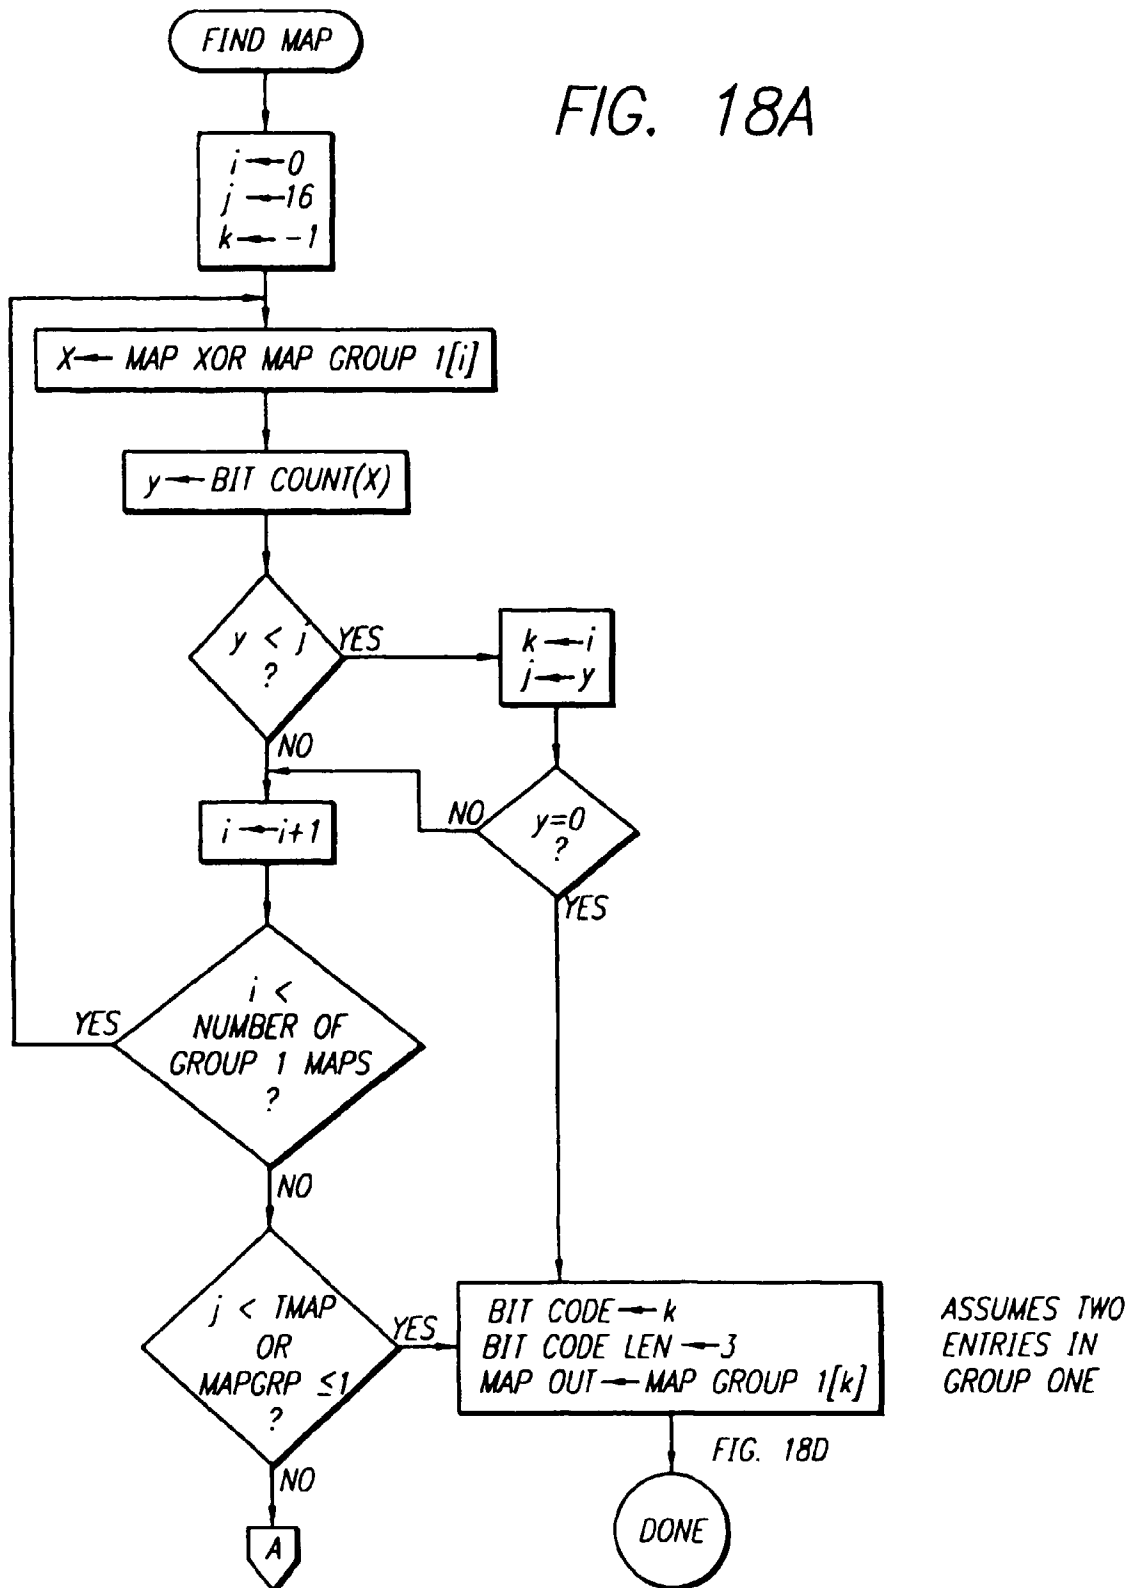 FIND MAP
FIG. 18A
i ← 0
j ← 16
k ← -1
X ← MAP XOR MAP GROUP 1[i]
y ← BIT COUNT(X)
y < j
?
YES
k ← i
j ← y
NO
NO
y=0
?
YES
i ← i+1
i <
NUMBER OF
GROUP 1 MAPS
?
YES
NO
j < TMAP
OR
MAPGRP ≤1
?
YES
BIT CODE ← k
BIT CODE LEN ← 3
MAP OUT ← MAP GROUP 1[k]
ASSUMES TWO
ENTRIES IN
GROUP ONE
FIG. 18D
NO
DONE
A